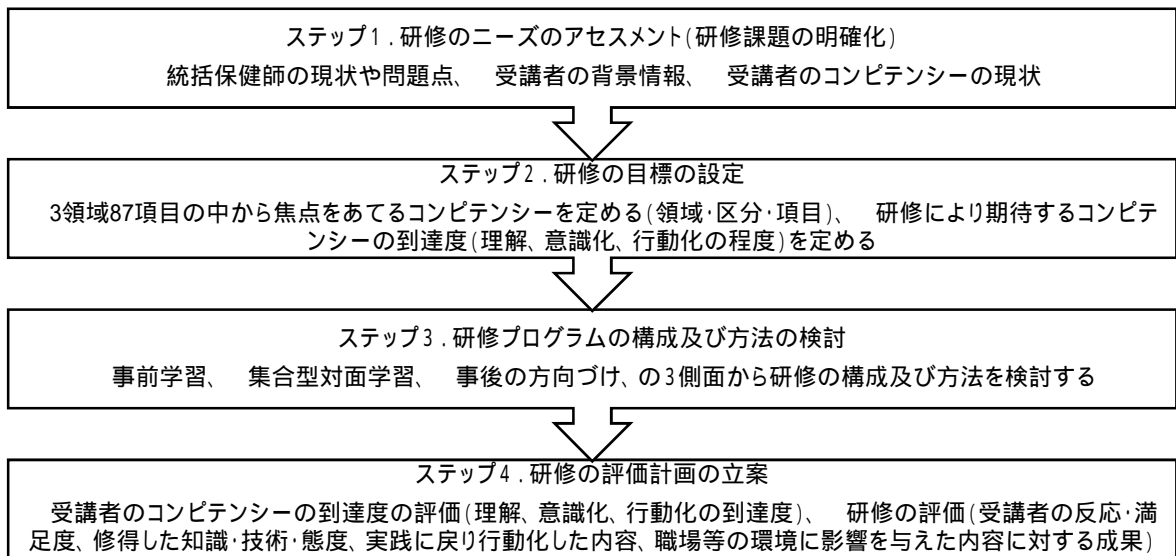 ステップ1.研修のニーズのアセスメント(研修課題の明確化)
統括保健師の現状や問題点、 受講者の背景情報、 受講者のコンピテンシーの現状
ステップ2.研修の目標の設定
3領域87項目の中から焦点をあてるコンピテンシーを定める(領域・区分・項目)、 研修により期待するコンピテ
ンシーの到達度(理解、意識化、行動化の程度)を定める
ステップ3.研修プログラムの構成及び方法の検討
事前学習、 集合型対面学習、 事後の方向づけ、の3側面から研修の構成及び方法を検討する
ステップ4.研修の評価計画の立案
受講者のコンピテンシーの到達度の評価(理解、意識化、行動化の到達度)、 研修の評価(受講者の反応・満
足度、修得した知識・技術・態度、実践に戻り行動化した内容、職場等の環境に影響を与えた内容に対する成果)